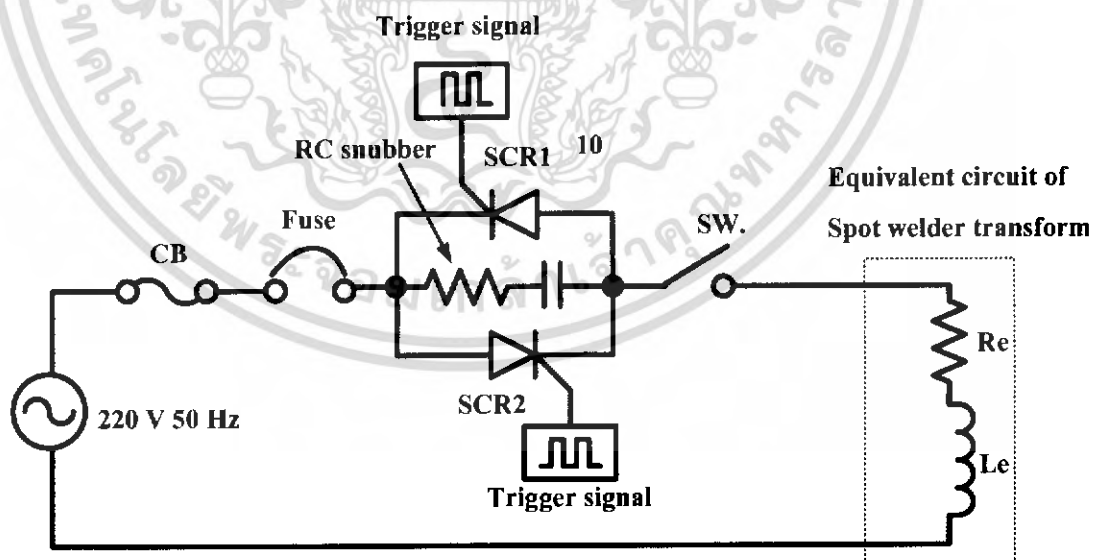 Trigger signal
RC snubber
SCR1
10
Equivalent circuit of
Spot welder transform
Fuse
SW.
CB
Re
220 V 50 Hz
SCR2
Le
Trigger signal